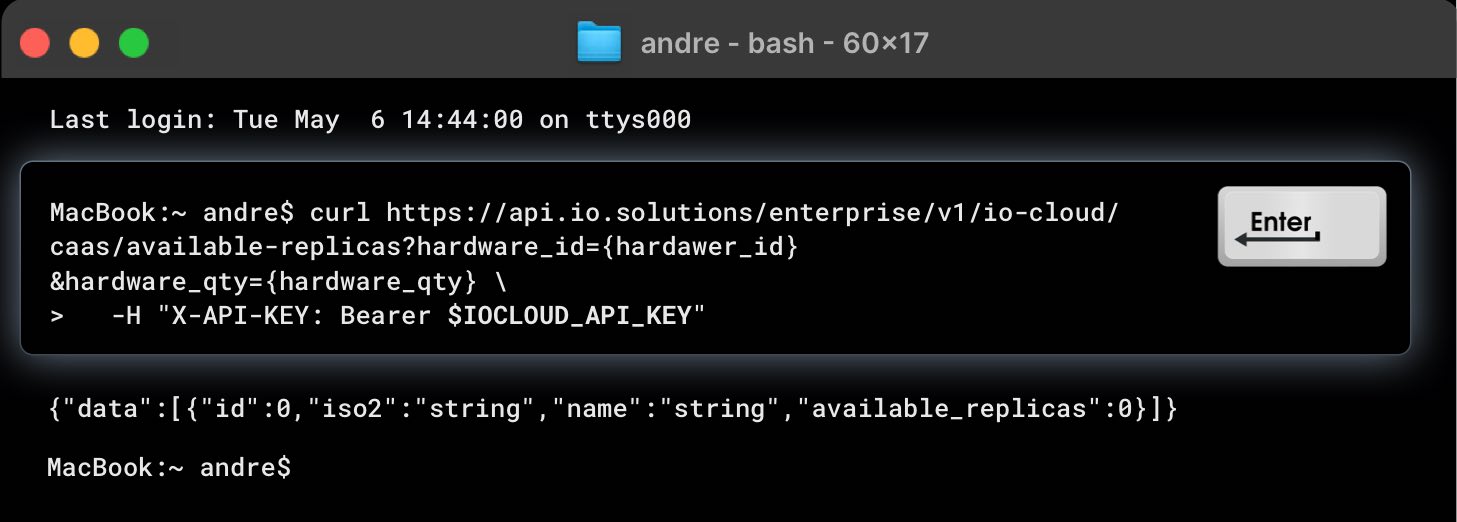 andre - bash - 60×17
Last login: Tue May  6 14:44:00 on ttys000
MacBook:~ andre$ curl https://api.io.solutions/enterprise/v1/io-cloud/
Enter
caas/available-replicas?hardware_id={hardawer_id}
&hardware_qty={hardware_qty} \
>   -H "X-API-KEY: Bearer $IOCLOUD_API_KEY"
{"data":[{"id":0,"iso2":"string","name":"string","available_replicas":0}]}
MacBook:~ andre$